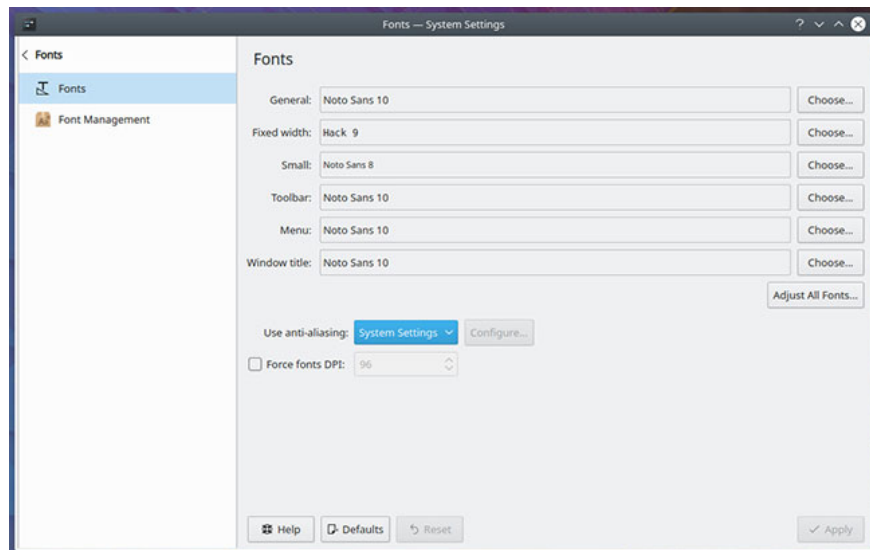 Fonts — System Settings
Fonts
Fonts
Font Management
Fonts
General: Noto Sans 10 Choose...
Fixed width: Hack 9 Choose...
Small: Noto Sans 8 Choose...
Toolbar: Noto Sans 10 Choose...
Menu: Noto Sans 10 Choose...
Window title: Noto Sans 10 Choose...
Adjust All Fonts...
Use anti-aliasing: System Settings Configure...
Force fonts DPI: 96
Help Defaults Reset Apply